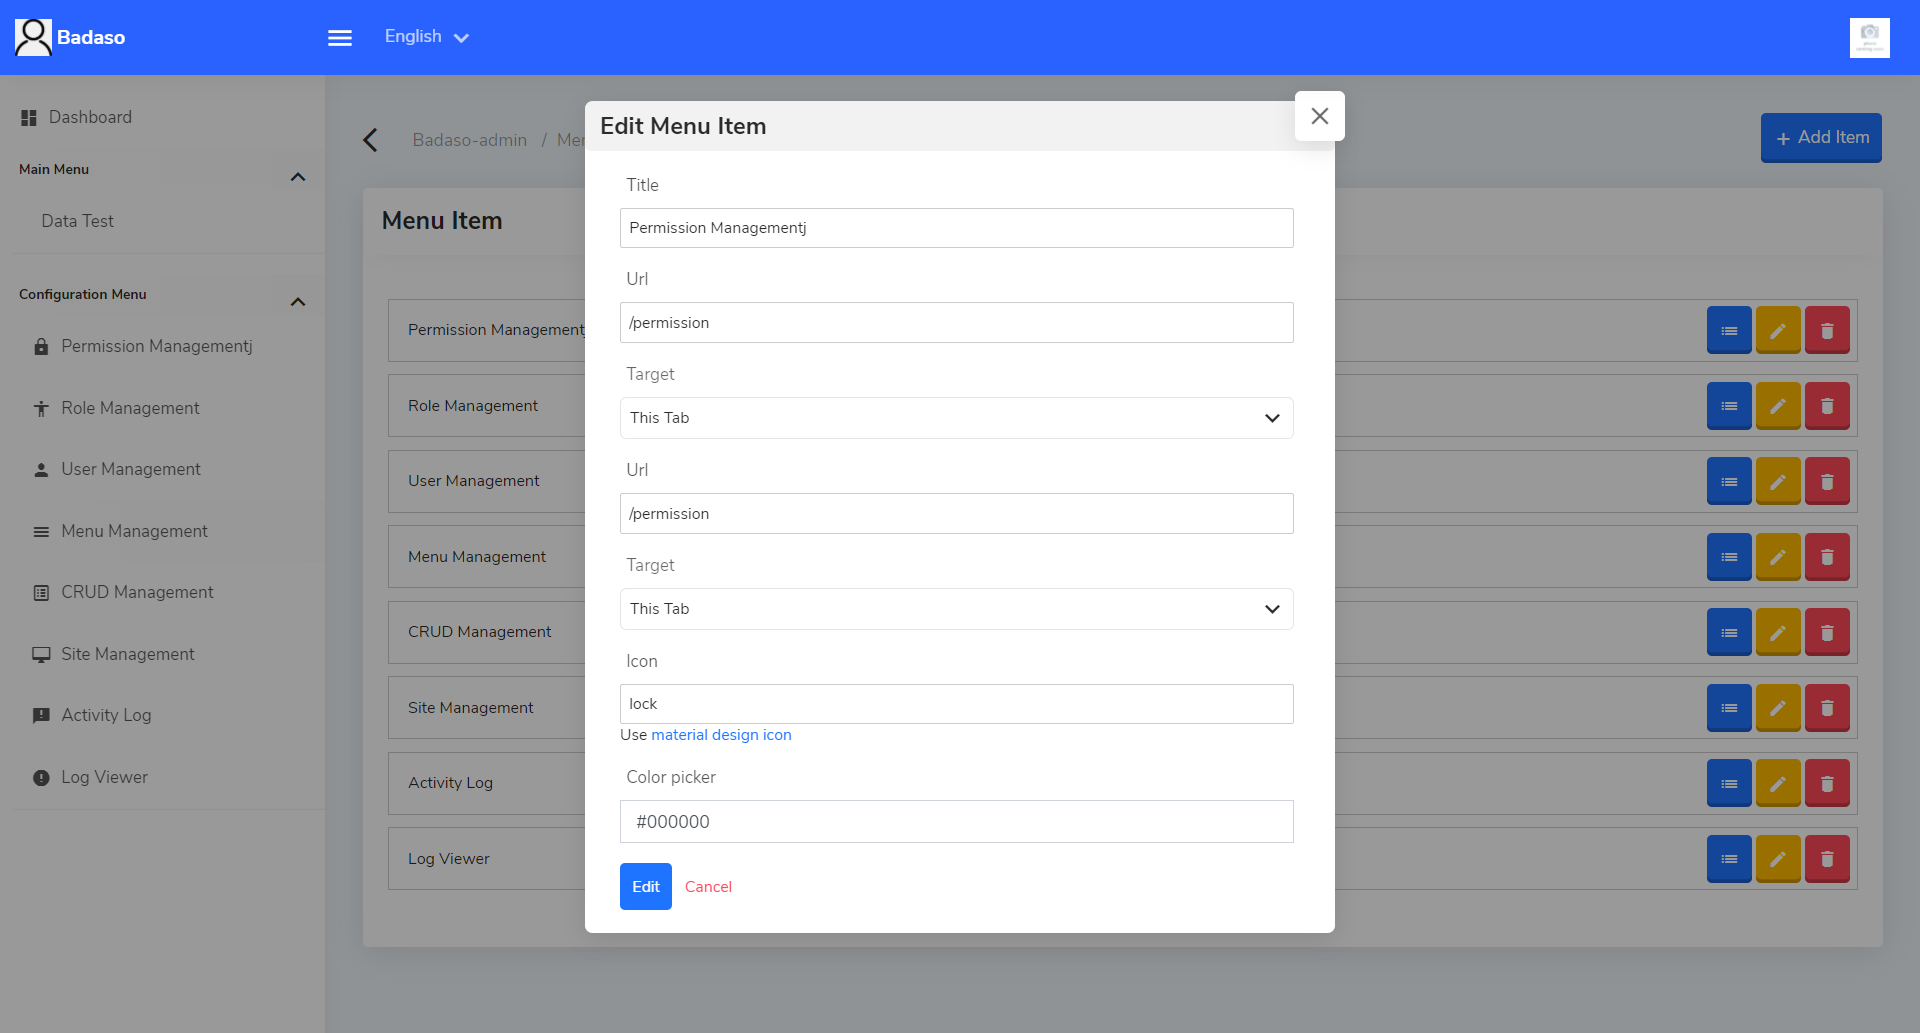 Badaso
English
Dashboard
Main Menu
Data Test
Configuration Menu
Permission Managementj
Role Management
User Management
Menu Management
CRUD Management
Site Management
Activity Log
Log Viewer
Badaso-admin / Me
+ Add Item
Menu Item
Permission Management
Role Management
User Management
Menu Management
CRUD Management
Site Management
Activity Log
Log Viewer
Edit Menu Item
Title
Permission Managementj
Url
/permission
Target
This Tab
Url
/permission
Target
This Tab
Icon
lock
Use material design icon
Color picker
#000000
Edit Cancel